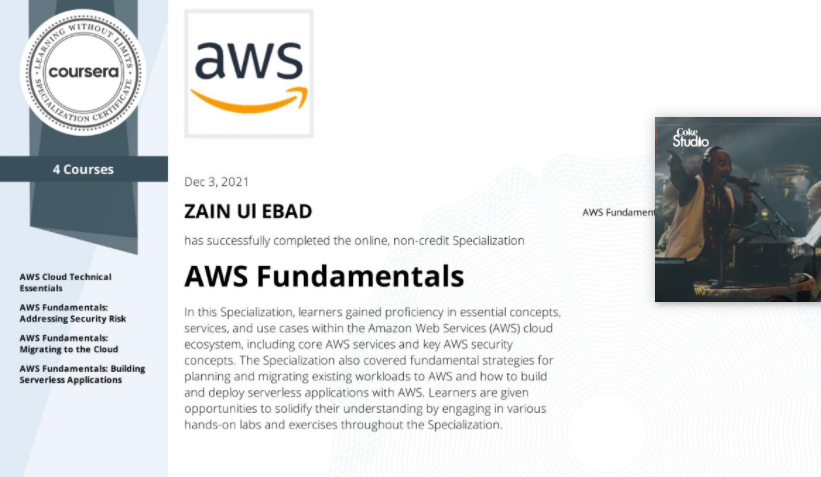 LEARNING WITHOUT LIMITS
coursera
SPECIALIZATION CERTIFICATE
4 Courses
AWS Cloud Technical
Essentials
AWS Fundamentals:
Addressing Security Risk
AWS Fundamentals:
Migrating to the Cloud
AWS Fundamentals: Building
Serverless Applications
aws
Dec 3, 2021
ZAIN Ul EBAD
has successfully completed the online, non-credit Specialization
AWS Fundamentals
In this Specialization, learners gained proficiency in essential concepts,
services, and use cases within the Amazon Web Services (AWS) cloud
ecosystem, including core AWS services and key AWS security
concepts. The Specialization also covered fundamental strategies for
planning and migrating existing workloads to AWS and how to build
and deploy serverless applications with AWS. Learners are given
opportunities to solidify their understanding by engaging in various
hands-on labs and exercises throughout the Specialization.
AWS Fundament
Coke
Studio